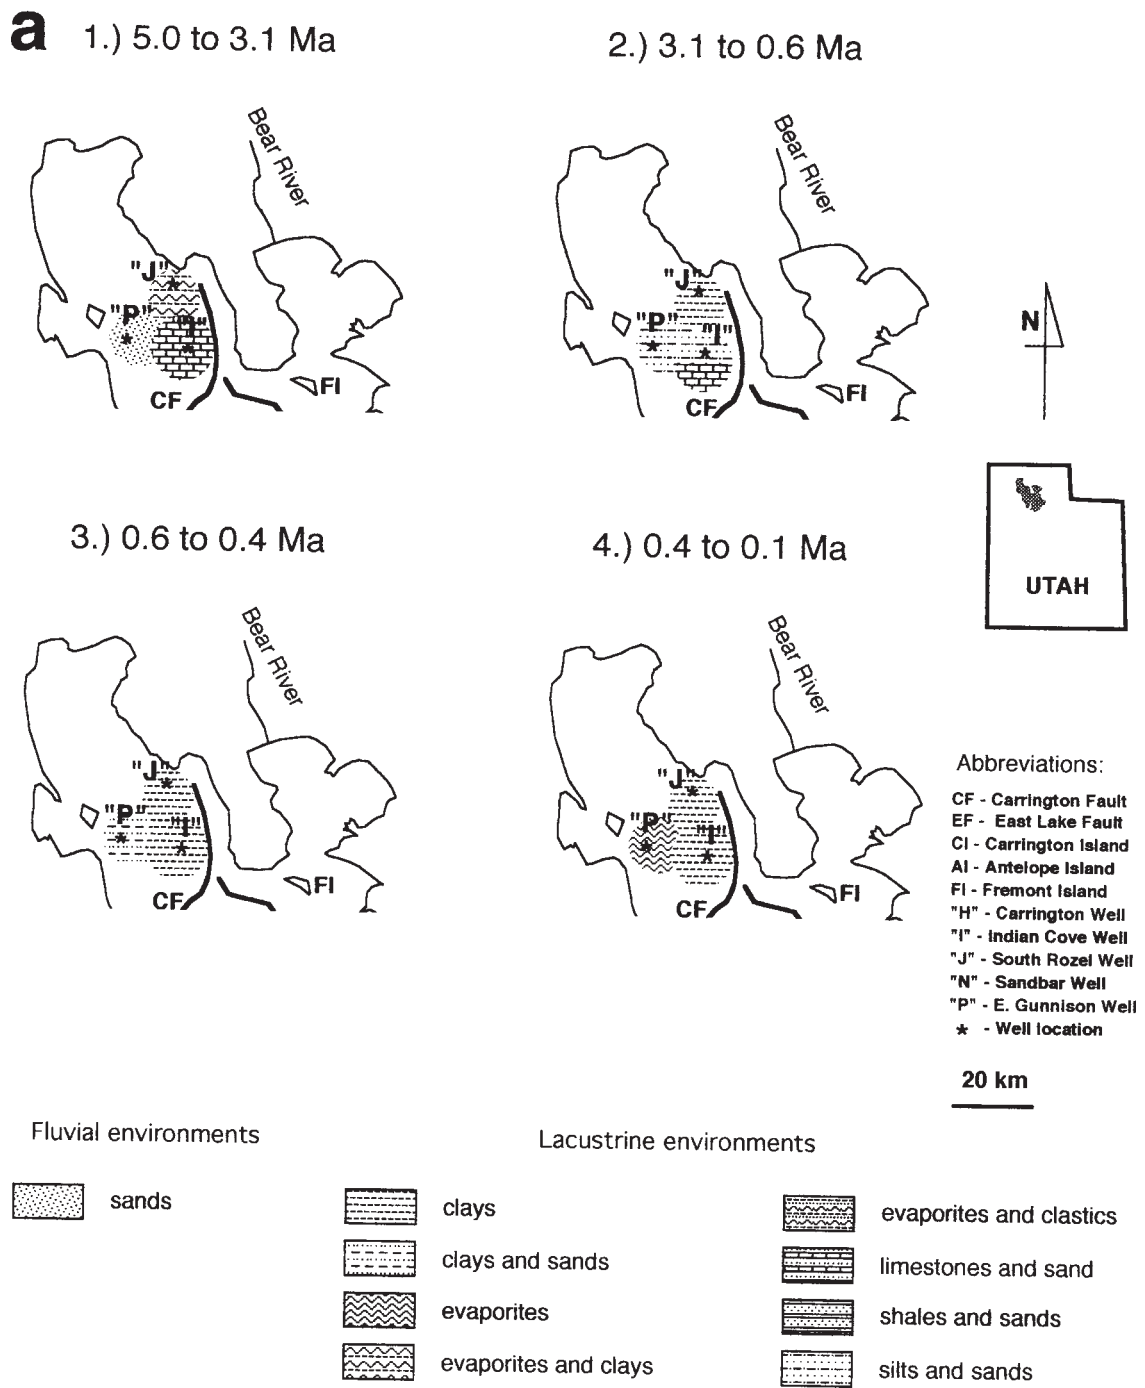 a 1.) 5.0 to 3.1 Ma
2.) 3.1 to 0.6 Ma
Bear River
"J"
"P"
"I"
CF
FI
Bear River
"J"
"P"
"I"
CF
FI
N
UTAH
3.) 0.6 to 0.4 Ma
4.) 0.4 to 0.1 Ma
Bear River
"J"
"P"
"I"
CF
FI
Bear River
"J"
"P"
"I"
CF
FI
Abbreviations:
CF - Carrington Fault
EF - East Lake Fault
CI - Carrington Island
AI - Antelope Island
FI - Fremont Island
"H" - Carrington Well
"I" - Indian Cove Well
"J" - South Rozel Well
"N" - Sandbar Well
"P" - E. Gunnison Well
* - Well location
20 km
Fluvial environments
sands
Lacustrine environments
clays
clays and sands
evaporites
evaporites and clays
evaporites and clastics
limestones and sand
shales and sands
silts and sands